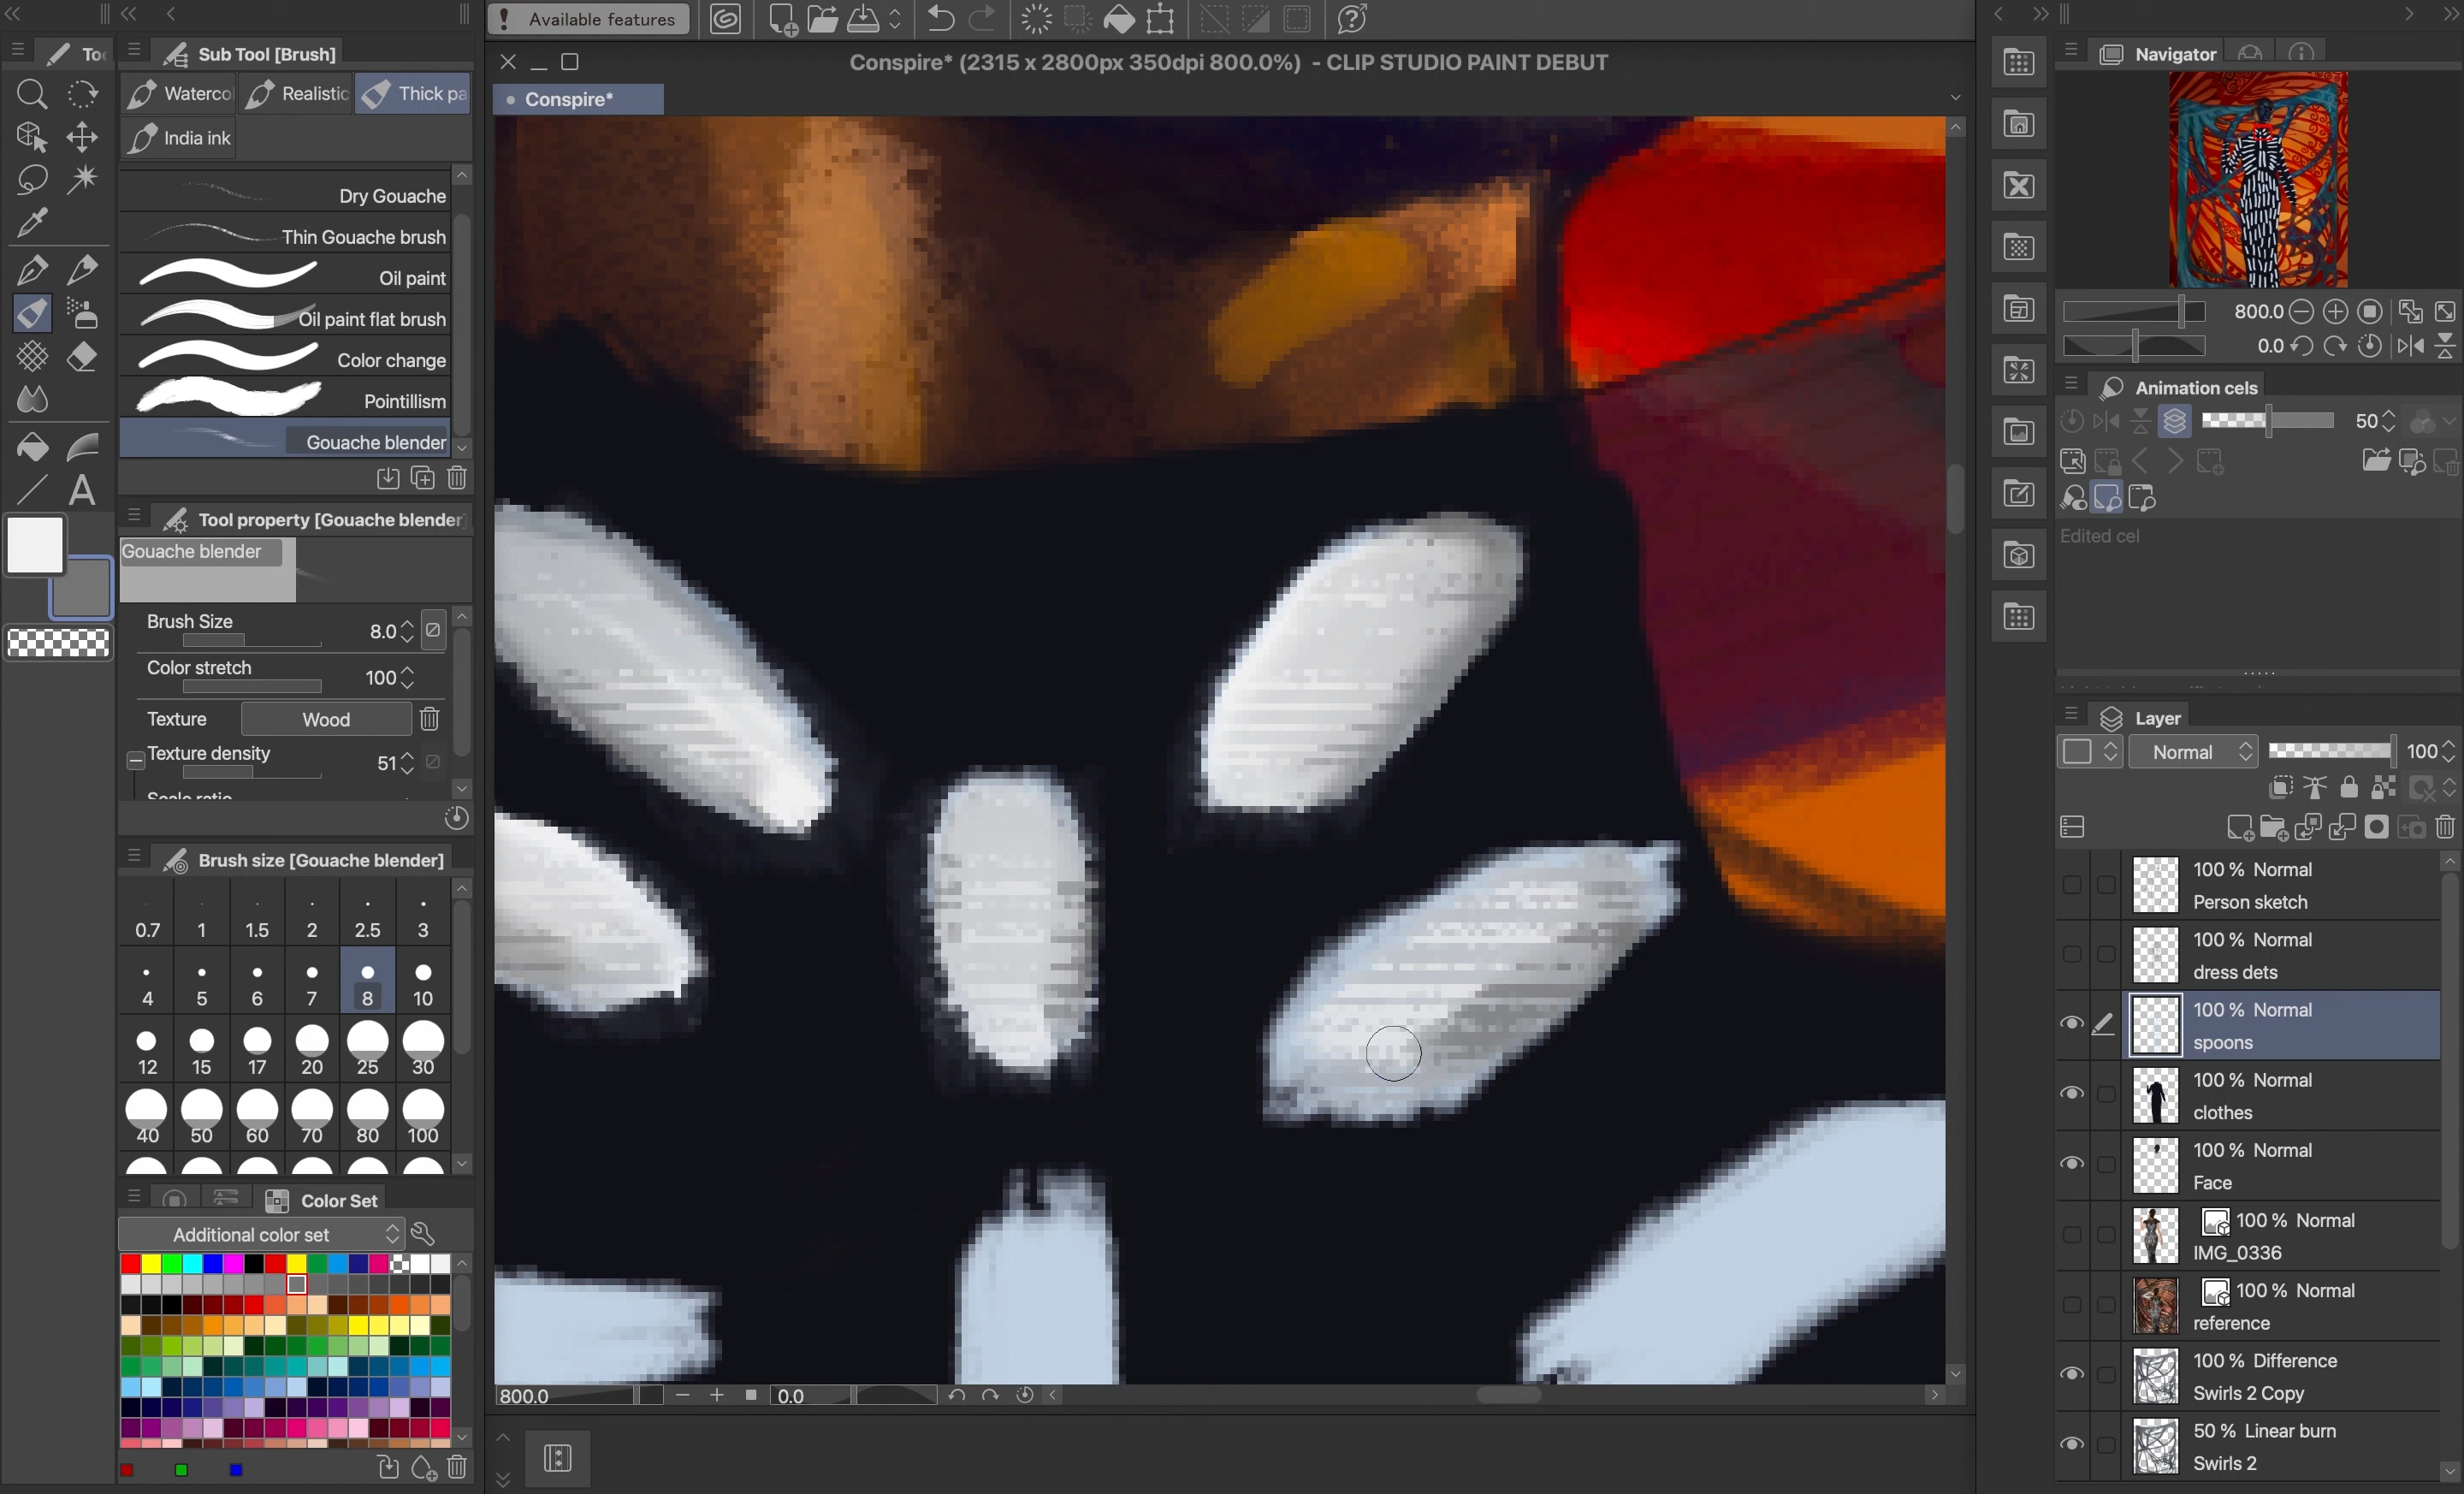 Available features
Conspire* (2315 x 2800px 350dpi 800.0%) - CLIP STUDIO PAINT DEBUT
Conspire*
Sub Tool [Brush]
Thick pa
India ink
Dry Gouache
Thin Gouache brush
Oil paint
Oil paint flat brush
Color change
Pointillism
Gouache blender
Tool property [Gouache blender]
Gouache blender
Brush Size 8.0
Color stretch 100
Texture Wood
Texture density 51
Brush size [Gouache blender]
0.7 1 1.5 2 2.5 3
4 5 6 7 8 10
12 15 17 20 25 30
40 50 60 70 80 100
Color Set
Additional color set
800.0 0.0
Navigator
800.0
0.0
Animation cels
50
Edited cel
Layer
Normal 100
100 % Normal
Person sketch
100 % Normal
dress dets
100 % Normal
spoons
100 % Normal
clothes
100 % Normal
Face
100 % Normal
IMG_0336
100 % Normal
reference
100 % Difference
Swirls 2 Copy
50 % Linear burn
Swirls 2